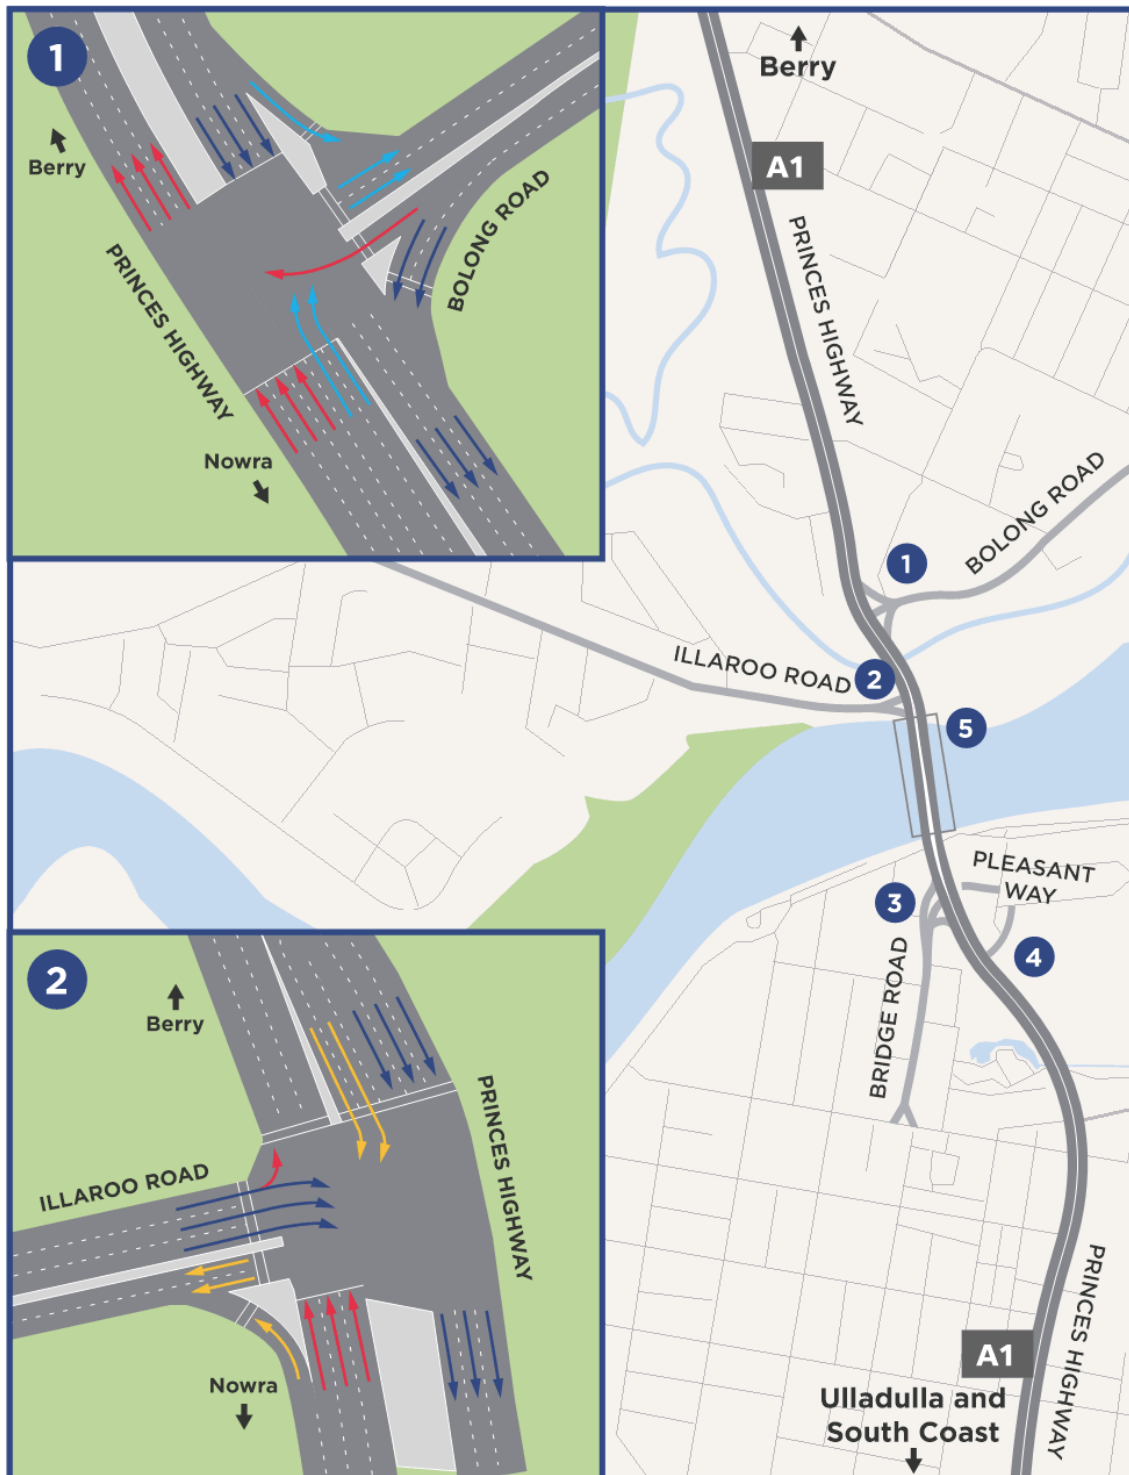 1
Berry
PRINCES HIGHWAY
BOLONG ROAD
Nowra
Berry
A1
PRINCES HIGHWAY
BOLONG ROAD
1
ILLAROO ROAD
2
5
PLEASANT
WAY
3
4
BRIDGE ROAD
2
Berry
PRINCES HIGHWAY
ILLAROO ROAD
Nowra
PRINCES HIGHWAY
A1
Ulladulla and
South Coast